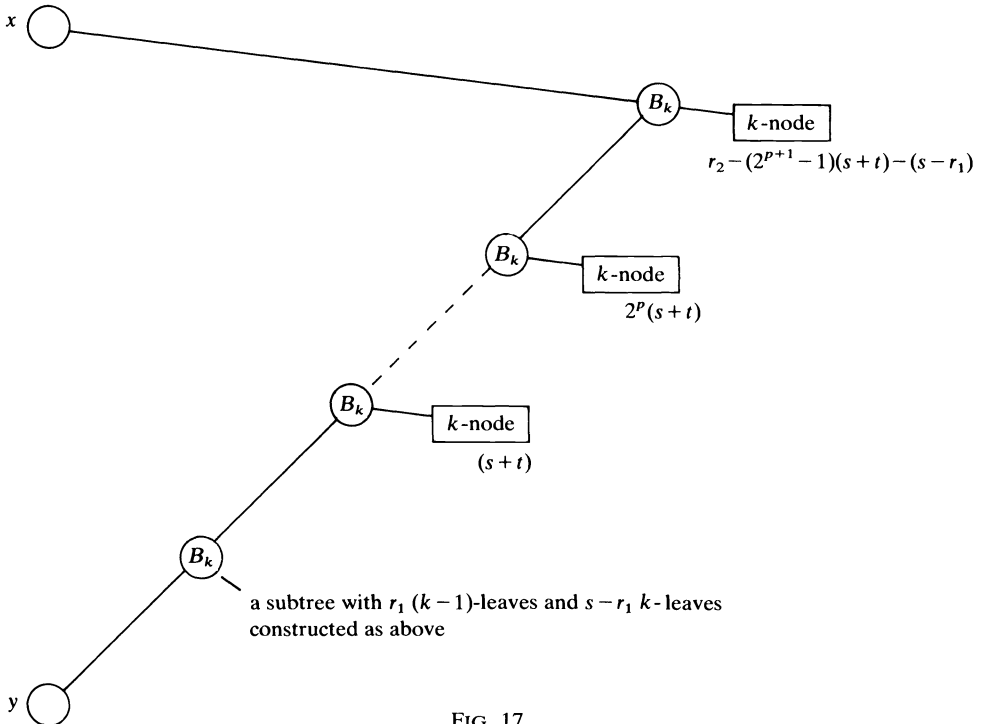 x
B_k
k-node
r_2 − (2^{p+1} − 1)(s + t) − (s − r_1)
B_k
k-node
2^p(s + t)
B_k
k-node
(s + t)
B_k
a subtree with r_1 (k − 1)-leaves and s − r_1 k-leaves
constructed as above
y
FIG. 17